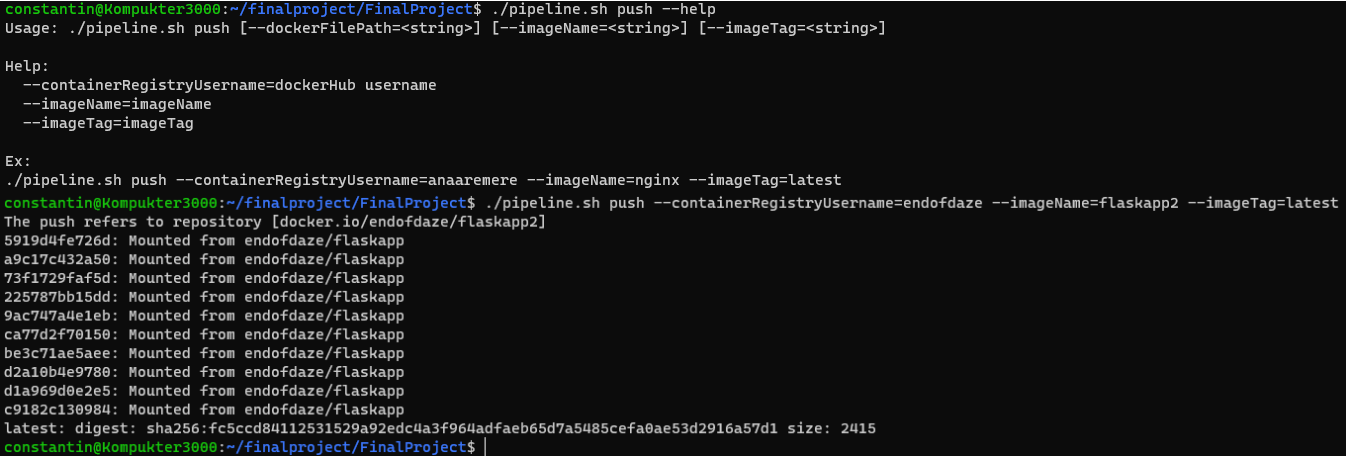 constantin@Kompukter3000:~/finalproject/FinalProject$ ./pipeline.sh push --help
Usage: ./pipeline.sh push [--dockerFilePath=<string>] [--imageName=<string>] [--imageTag=<string>]
Help:
--containerRegistryUsername=dockerHub username
--imageName=imageName
--imageTag=imageTag
Ex:
./pipeline.sh push --containerRegistryUsername=anaaremere --imageName=nginx --imageTag=latest
constantin@Kompukter3000:~/finalproject/FinalProject$ ./pipeline.sh push --containerRegistryUsername=endofdaze --imageName=flaskapp2 --imageTag=latest
The push refers to repository [docker.io/endofdaze/flaskapp2]
5919d4fe726d: Mounted from endofdaze/flaskapp
a9c17c432a50: Mounted from endofdaze/flaskapp
73f1729faf5d: Mounted from endofdaze/flaskapp
225787bb15dd: Mounted from endofdaze/flaskapp
9ac747a4e1eb: Mounted from endofdaze/flaskapp
ca77d2f70150: Mounted from endofdaze/flaskapp
be3c71ae5aee: Mounted from endofdaze/flaskapp
d2a10b4e9780: Mounted from endofdaze/flaskapp
d1a969d0e2e5: Mounted from endofdaze/flaskapp
c9182c130984: Mounted from endofdaze/flaskapp
latest: digest: sha256:fc5ccd84112531529a92edc4a3f964adfaeb65d7a5485cefa0ae53d2916a57d1 size: 2415
constantin@Kompukter3000:~/finalproject/FinalProject$